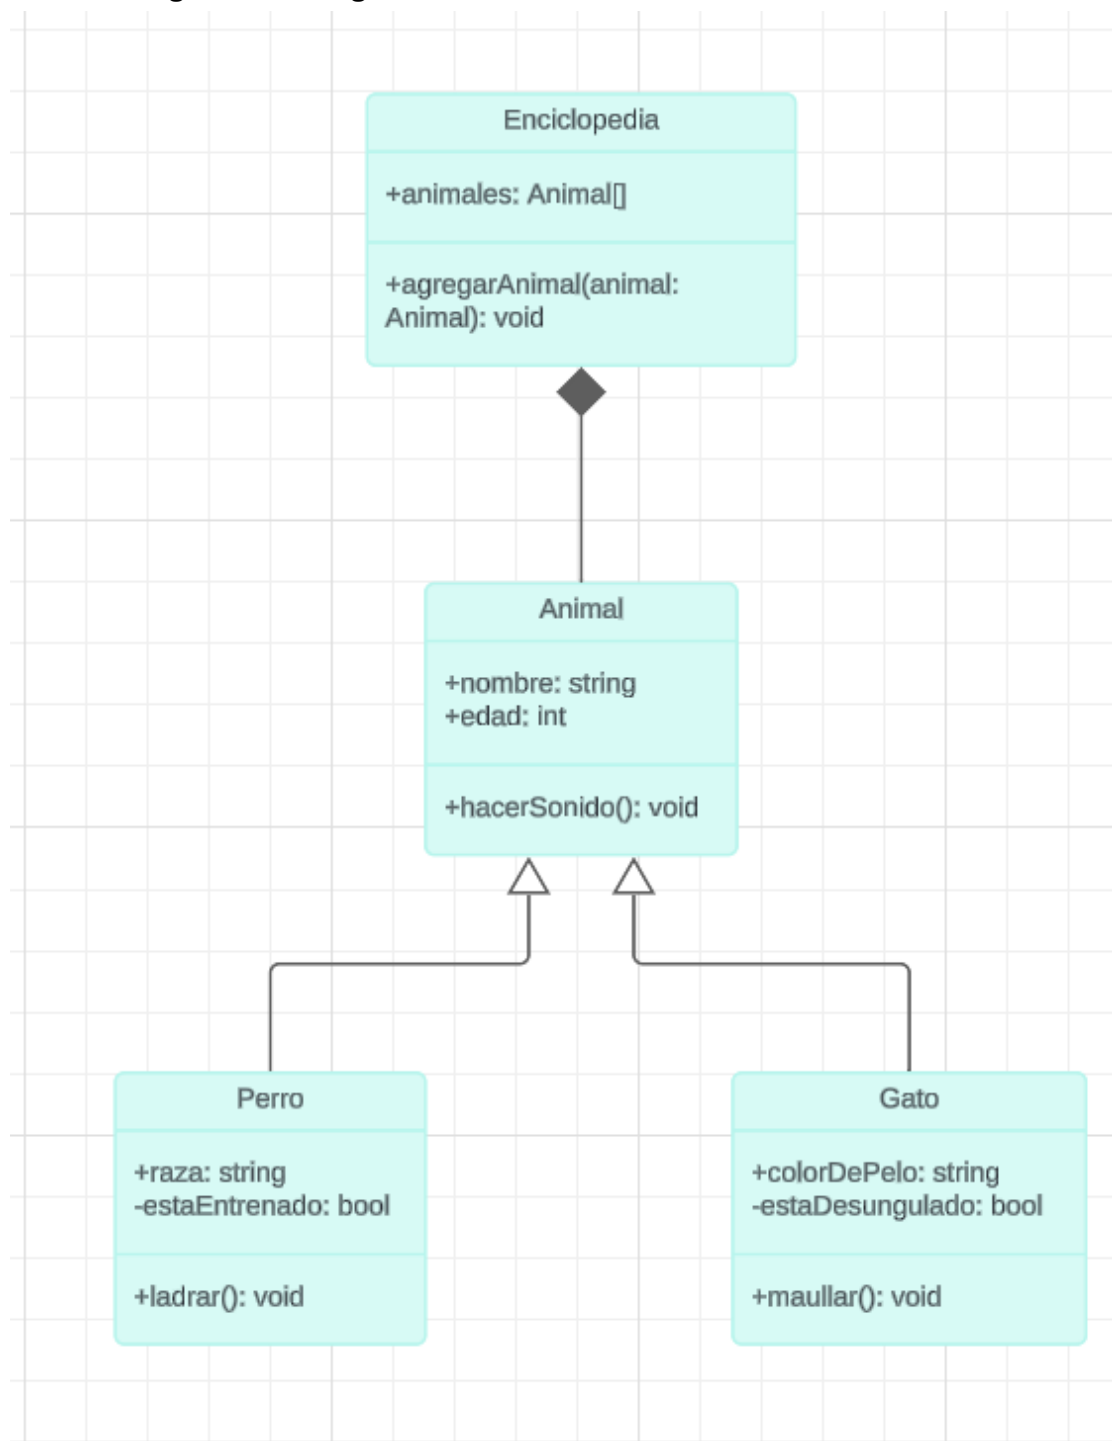 Enciclopedia
+animales: Animal[]
+agregarAnimal(animal:
Animal): void
Animal
+nombre: string
+edad: int
+hacerSonido(): void
Perro
+raza: string
-estaEntrenado: bool
+ladrar(): void
Gato
+colorDePelo: string
-estaDesungulado: bool
+maullar(): void